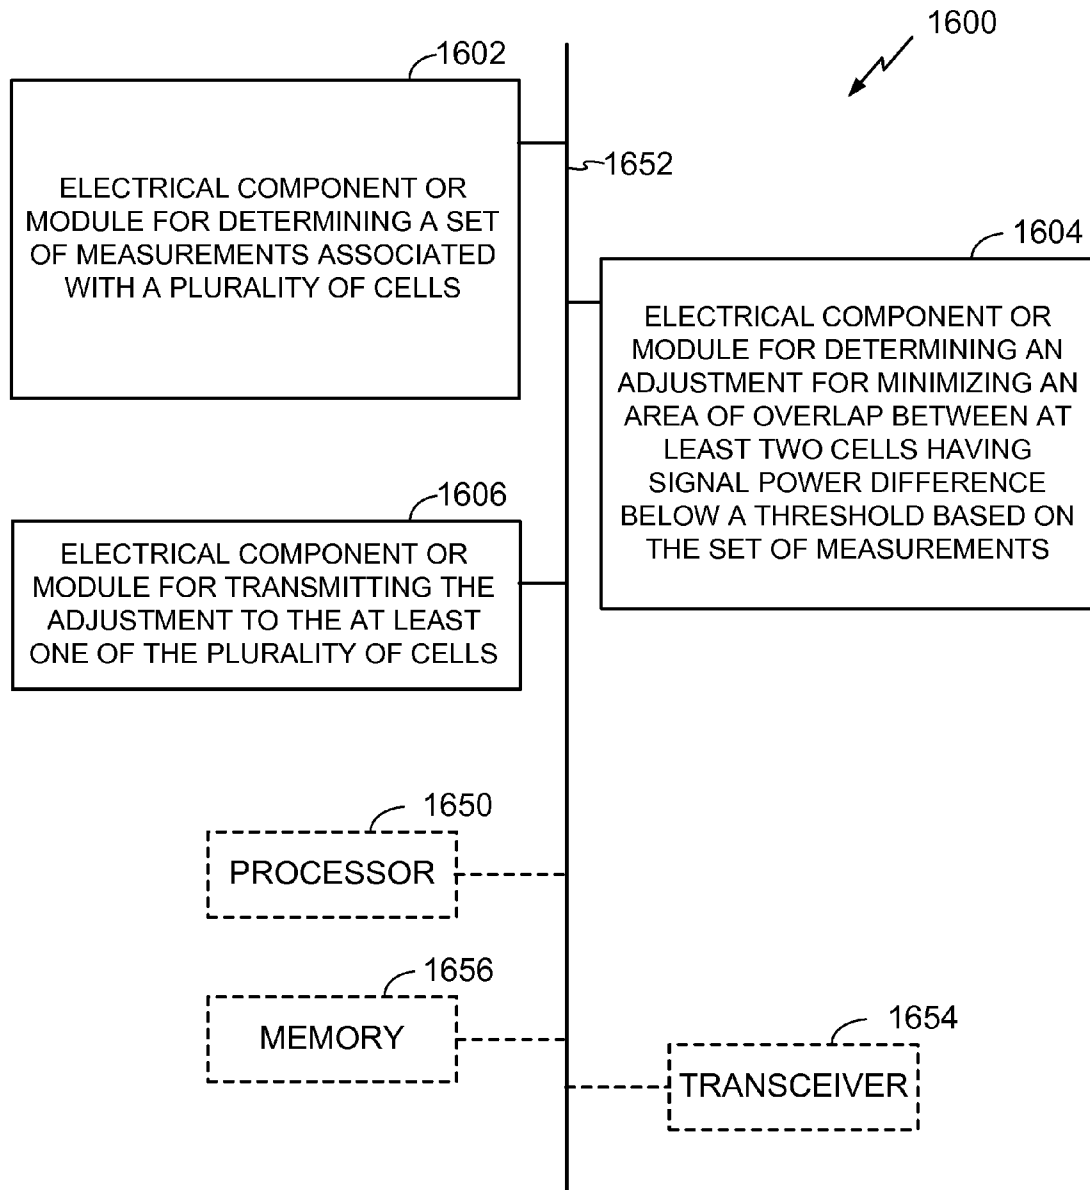 1600
1602
1652
ELECTRICAL COMPONENT OR
MODULE FOR DETERMINING A SET
OF MEASUREMENTS ASSOCIATED
WITH A PLURALITY OF CELLS
1604
ELECTRICAL COMPONENT OR
MODULE FOR DETERMINING AN
ADJUSTMENT FOR MINIMIZING AN
AREA OF OVERLAP BETWEEN AT
LEAST TWO CELLS HAVING
SIGNAL POWER DIFFERENCE
BELOW A THRESHOLD BASED ON
THE SET OF MEASUREMENTS
1606
ELECTRICAL COMPONENT OR
MODULE FOR TRANSMITTING THE
ADJUSTMENT TO THE AT LEAST
ONE OF THE PLURALITY OF CELLS
1650
PROCESSOR
1656
MEMORY
1654
TRANSCEIVER